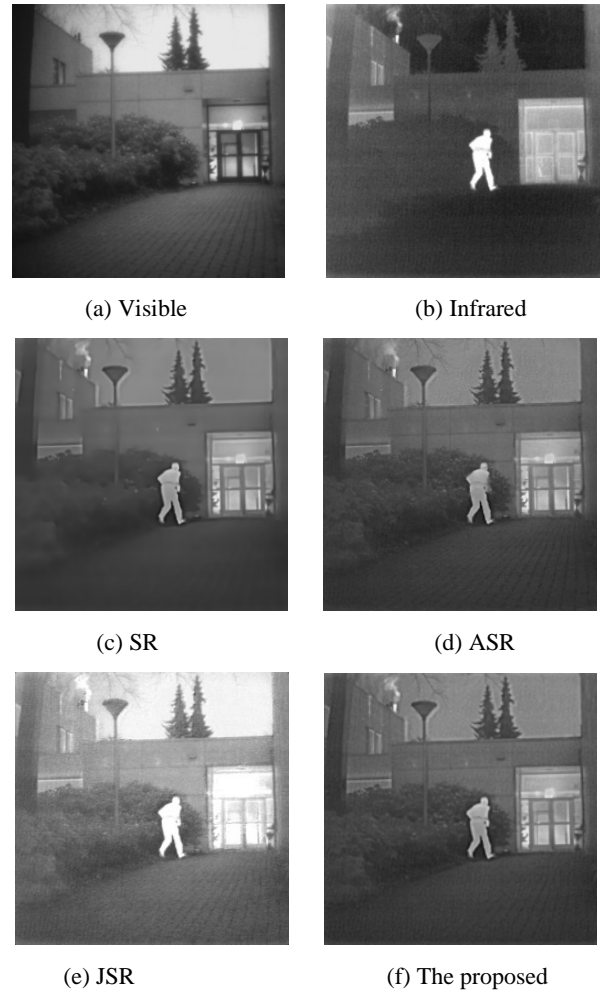 (a) Visible
(b) Infrared
(c) SR
(d) ASR
(e) JSR
(f) The proposed